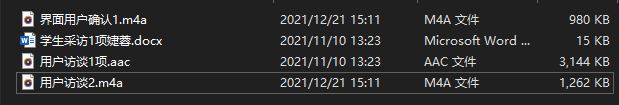 界面用户确认1.m4a 2021/12/21 15:11 M4A 文件 980 KB
学生采访1项婕蓉.docx 2021/11/10 13:23 Microsoft Word ... 15 KB
用户访谈1项.aac 2021/11/10 13:23 AAC 文件 3,144 KB
用户访谈2.m4a 2021/12/21 15:11 M4A 文件 1,262 KB